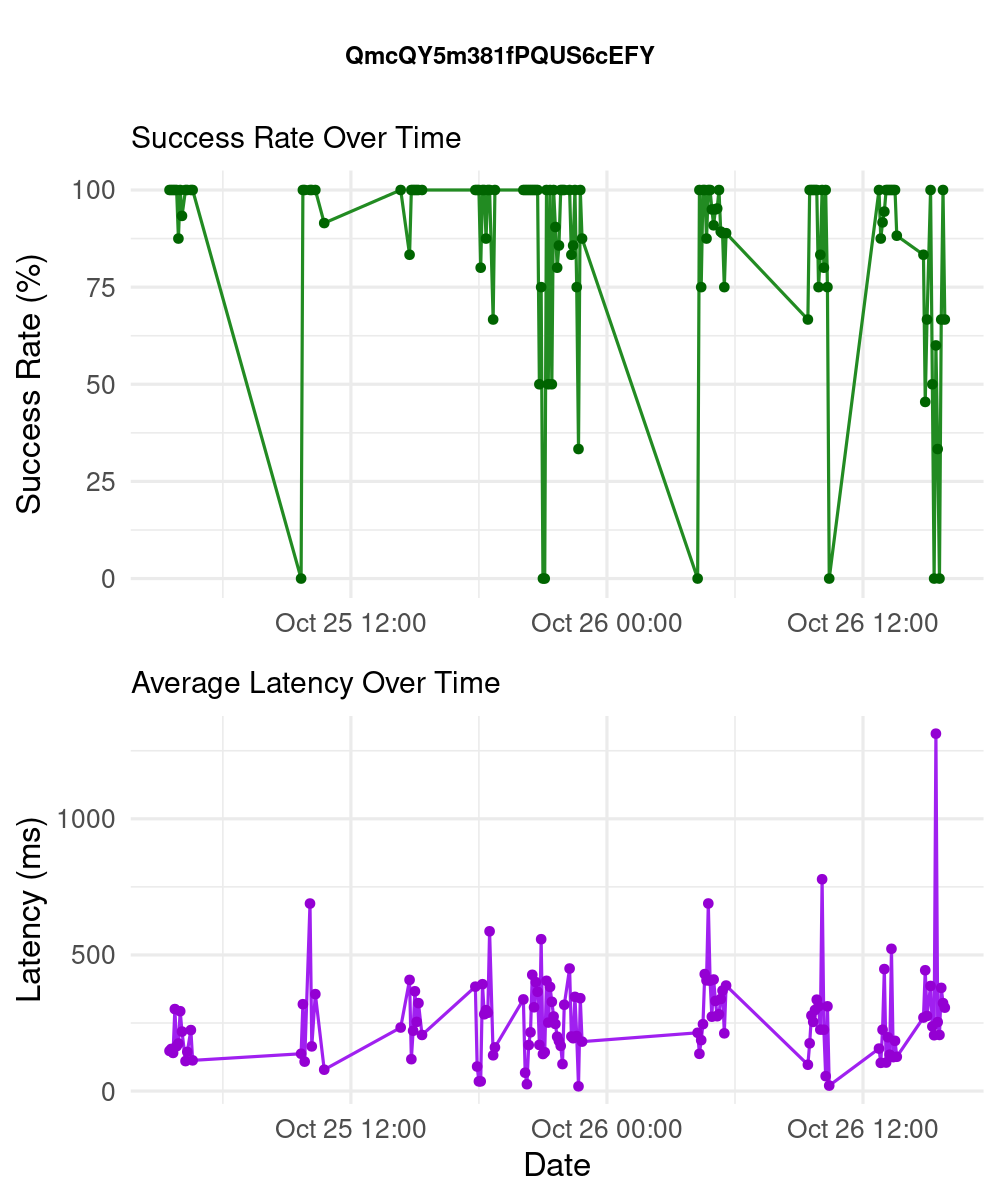 QmcQY5m381fPQUS6cEFY
Success Rate Over Time
Success Rate (%)
100
75
50
25
0
Oct 25 12:00
Oct 26 00:00
Oct 26 12:00
Average Latency Over Time
Latency (ms)
1000
500
0
Oct 25 12:00
Oct 26 00:00
Oct 26 12:00
Date